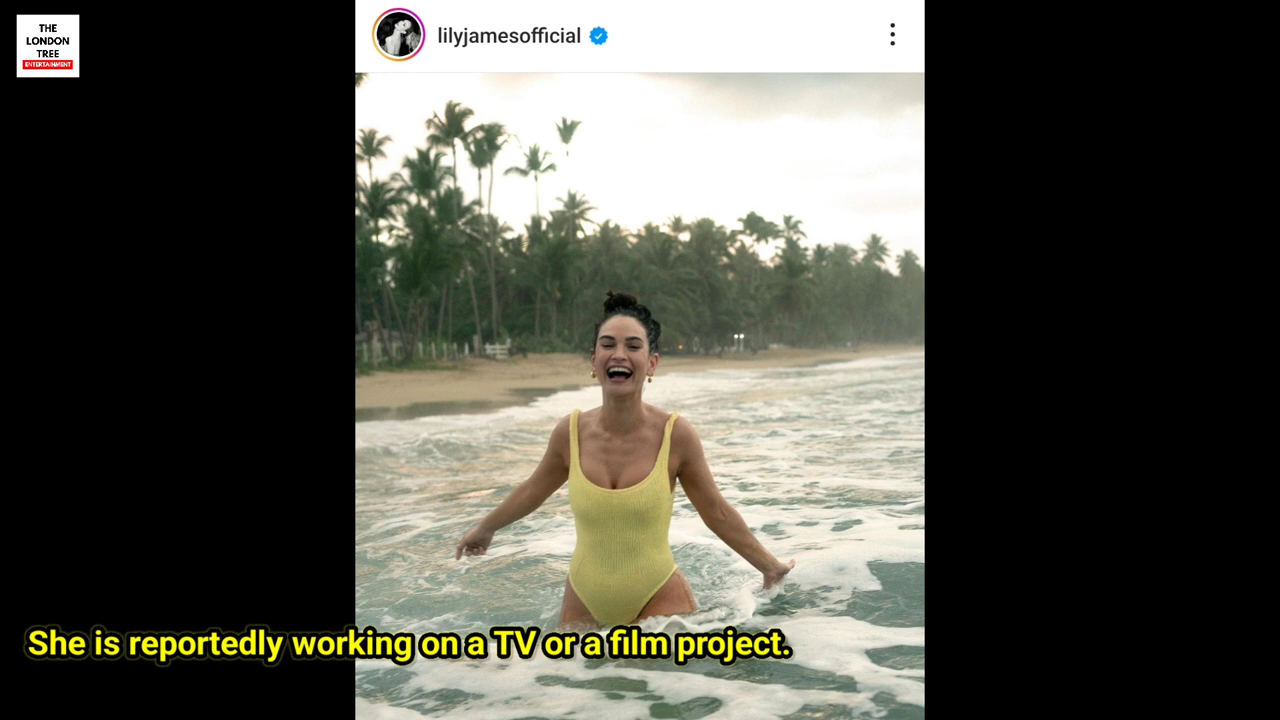 THE
LONDON
TREE
ENTERTAINMENT
lilyjamesofficial
She is reportedly working on a TV or a film project.